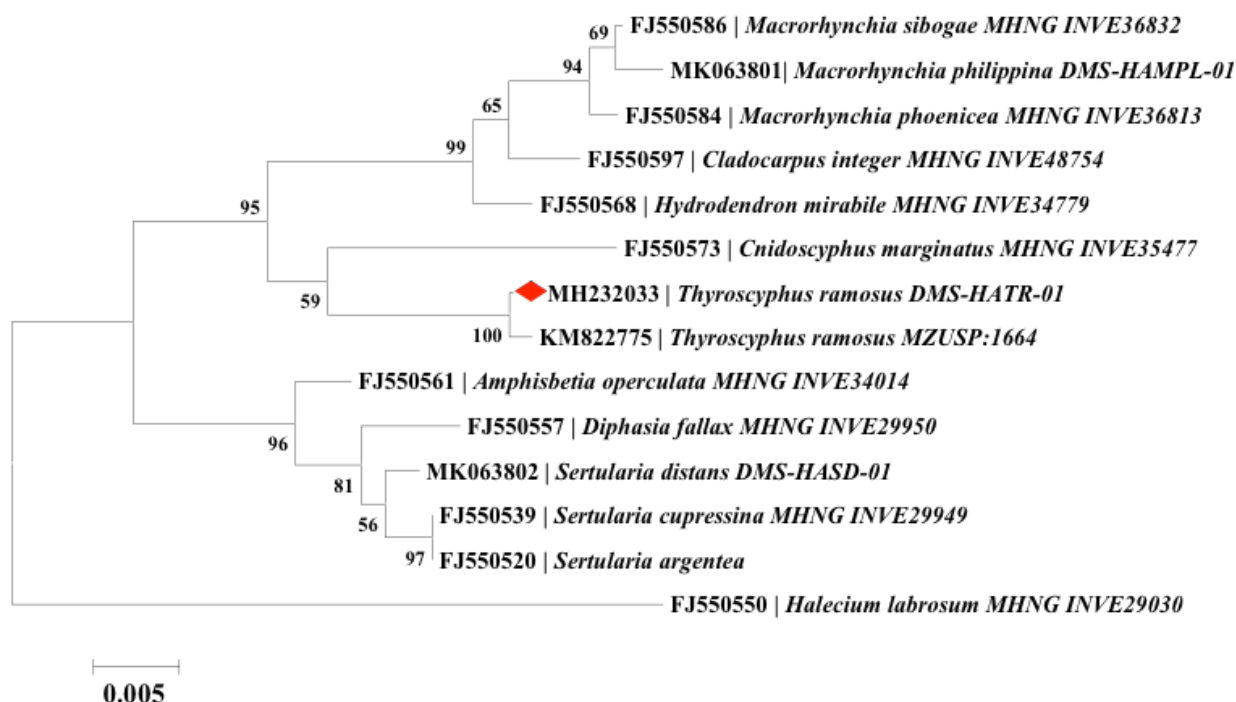 69
FJ550586 | Macrorhynchia sibogae MHNG INVE36832
94
MK063801| Macrorhynchia philippina DMS-HAMPL-01
65
FJ550584 | Macrorhynchia phoenicea MHNG INVE36813
99
FJ550597 | Cladocarpus integer MHNG INVE48754
95
FJ550568 | Hydrodendron mirabile MHNG INVE34779
FJ550573 | Cnidoscyphus marginatus MHNG INVE35477
59
MH232033 | Thyroscyphus ramosus DMS-HATR-01
100
KM822775 | Thyroscyphus ramosus MZUSP:1664
FJ550561 | Amphisbetia operculata MHNG INVE34014
96
FJ550557 | Diphasia fallax MHNG INVE29950
81
MK063802 | Sertularia distans DMS-HASD-01
56
FJ550539 | Sertularia cupressina MHNG INVE29949
97
FJ550520 | Sertularia argentea
FJ550550 | Halecium labrosum MHNG INVE29030
0.005